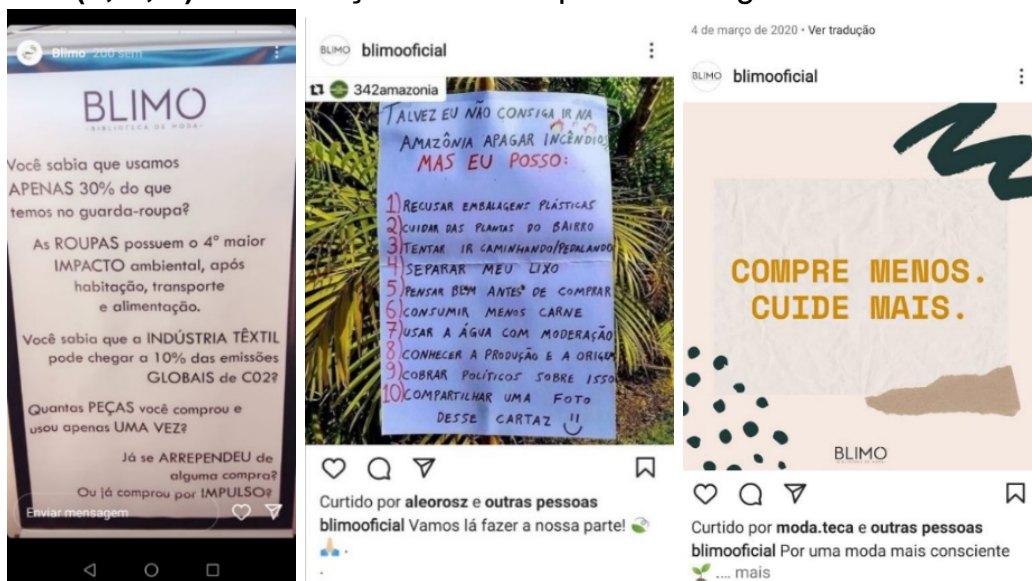 Blimo 200 sem
BLIMO
-BIBLIOTECA DE MODA-
Você sabia que usamos
APENAS 30% do que
temos no guarda-roupa?
As ROUPAS possuem o 4º maior
IMPACTO ambiental, após
habitação, transporte
e alimentação.
Você sabia que a INDÚSTRIA TÊXTIL
pode chegar a 10% das emissões
GLOBAIS de C02?
Quantas PEÇAS você comprou e
usou apenas UMA VEZ?
Já se ARREPENDEU de
alguma compra?
Ou já comprou por IMPULSO?
Enviar mensagem
BLIMO blimooficial
342amazonia
TALVEZ EU NÃO CONSIGA IR NA
AMAZÔNIA APAGAR INCÊNDIOS
MAS EU POSSO:
1) RECUSAR EMBALAGENS PLÁSTICAS
2) CUIDAR DAS PLANTAS DO BAIRRO
3) TENTAR IR CAMINHANDO/PEDALANDO
4) SEPARAR MEU LIXO
5) PENSAR BEM ANTES DE COMPRAR
6) CONSUMIR MENOS CARNE
7) USAR A ÁGUA COM MODERAÇÃO
8) CONHECER A PRODUÇÃO E A ORIGEM
9) COBRAR POLÍTICOS SOBRE ISSO
10) COMPARTILHAR UMA FOTO
DESSE CARTAZ
Curtido por aleorosz e outras pessoas
blimooficial Vamos lá fazer a nossa parte!
.
.
4 de março de 2020 • Ver tradução
BLIMO blimooficial
COMPRE MENOS.
CUIDE MAIS.
BLIMO
Curtido por moda.teca e outras pessoas
blimooficial Por uma moda mais consciente
.... mais